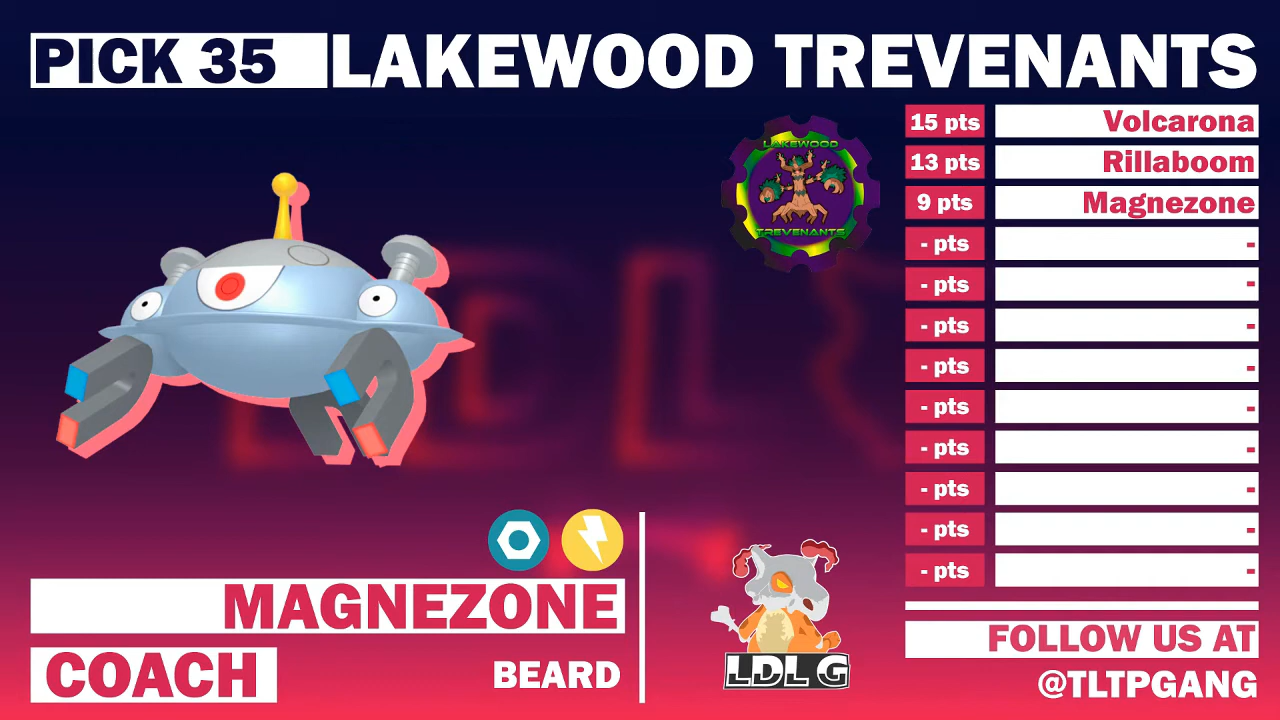 PICK 35
LAKEWOOD TREVENANTS
LAKEWOOD
TREVENANTS
15 pts Volcarona
13 pts Rillaboom
9 pts Magnezone
- pts -
- pts -
- pts -
- pts -
- pts -
- pts -
- pts -
- pts -
- pts -
MAGNEZONE
COACH BEARD
LDL G
FOLLOW US AT
@TLTPGANG